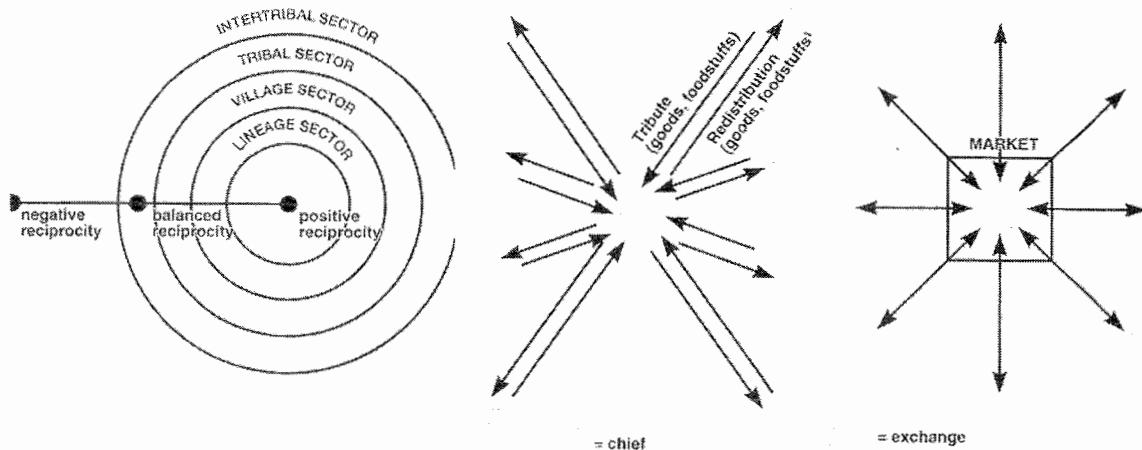 INTERTRIBAL SECTOR
TRIBAL SECTOR
VILLAGE SECTOR
LINEAGE SECTOR
negative
reciprocity
balanced
reciprocity
positive
reciprocity
Tribute
(goods, foodstuffs)
Redistribution
(goods, foodstuffs)
= chief
MARKET
= exchange